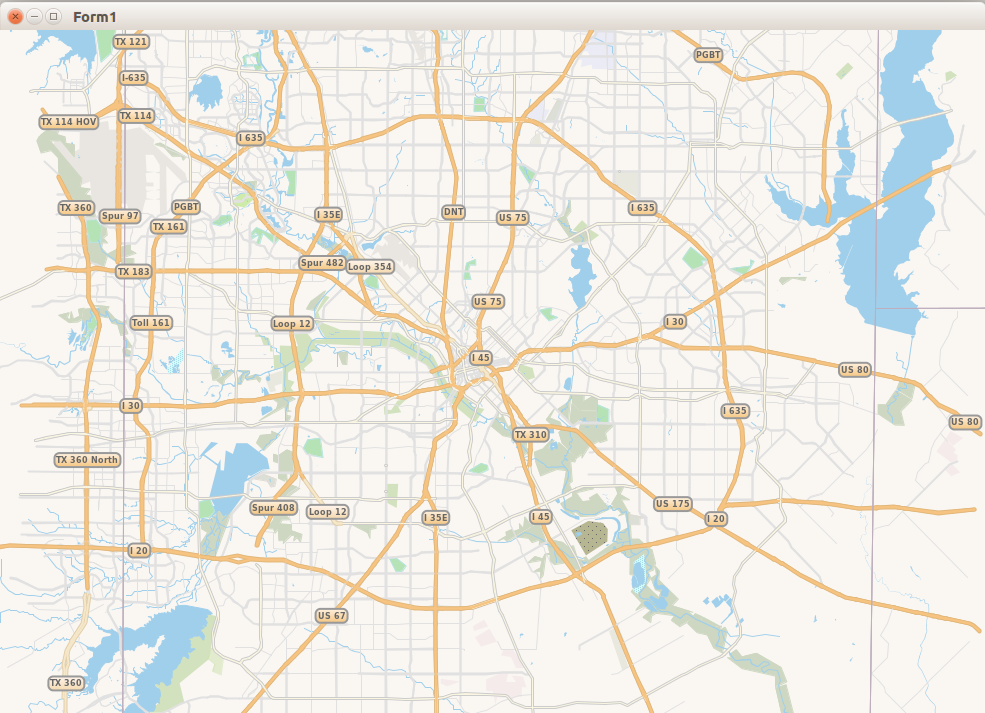 Form1
TX 121
PGBT
I-635
TX 114
TX 114 HOV
I 635
TX 360
PGBT
Spur 97
I 35E
DNT
US 75
I 635
TX 161
TX 183
Spur 482
Loop 354
US 75
Toll 161
Loop 12
I 30
I 45
US 80
I 30
I 635
US 80
TX 310
TX 360 North
Spur 408
Loop 12
I 35E
I 45
US 175
I 20
I 20
US 67
TX 360